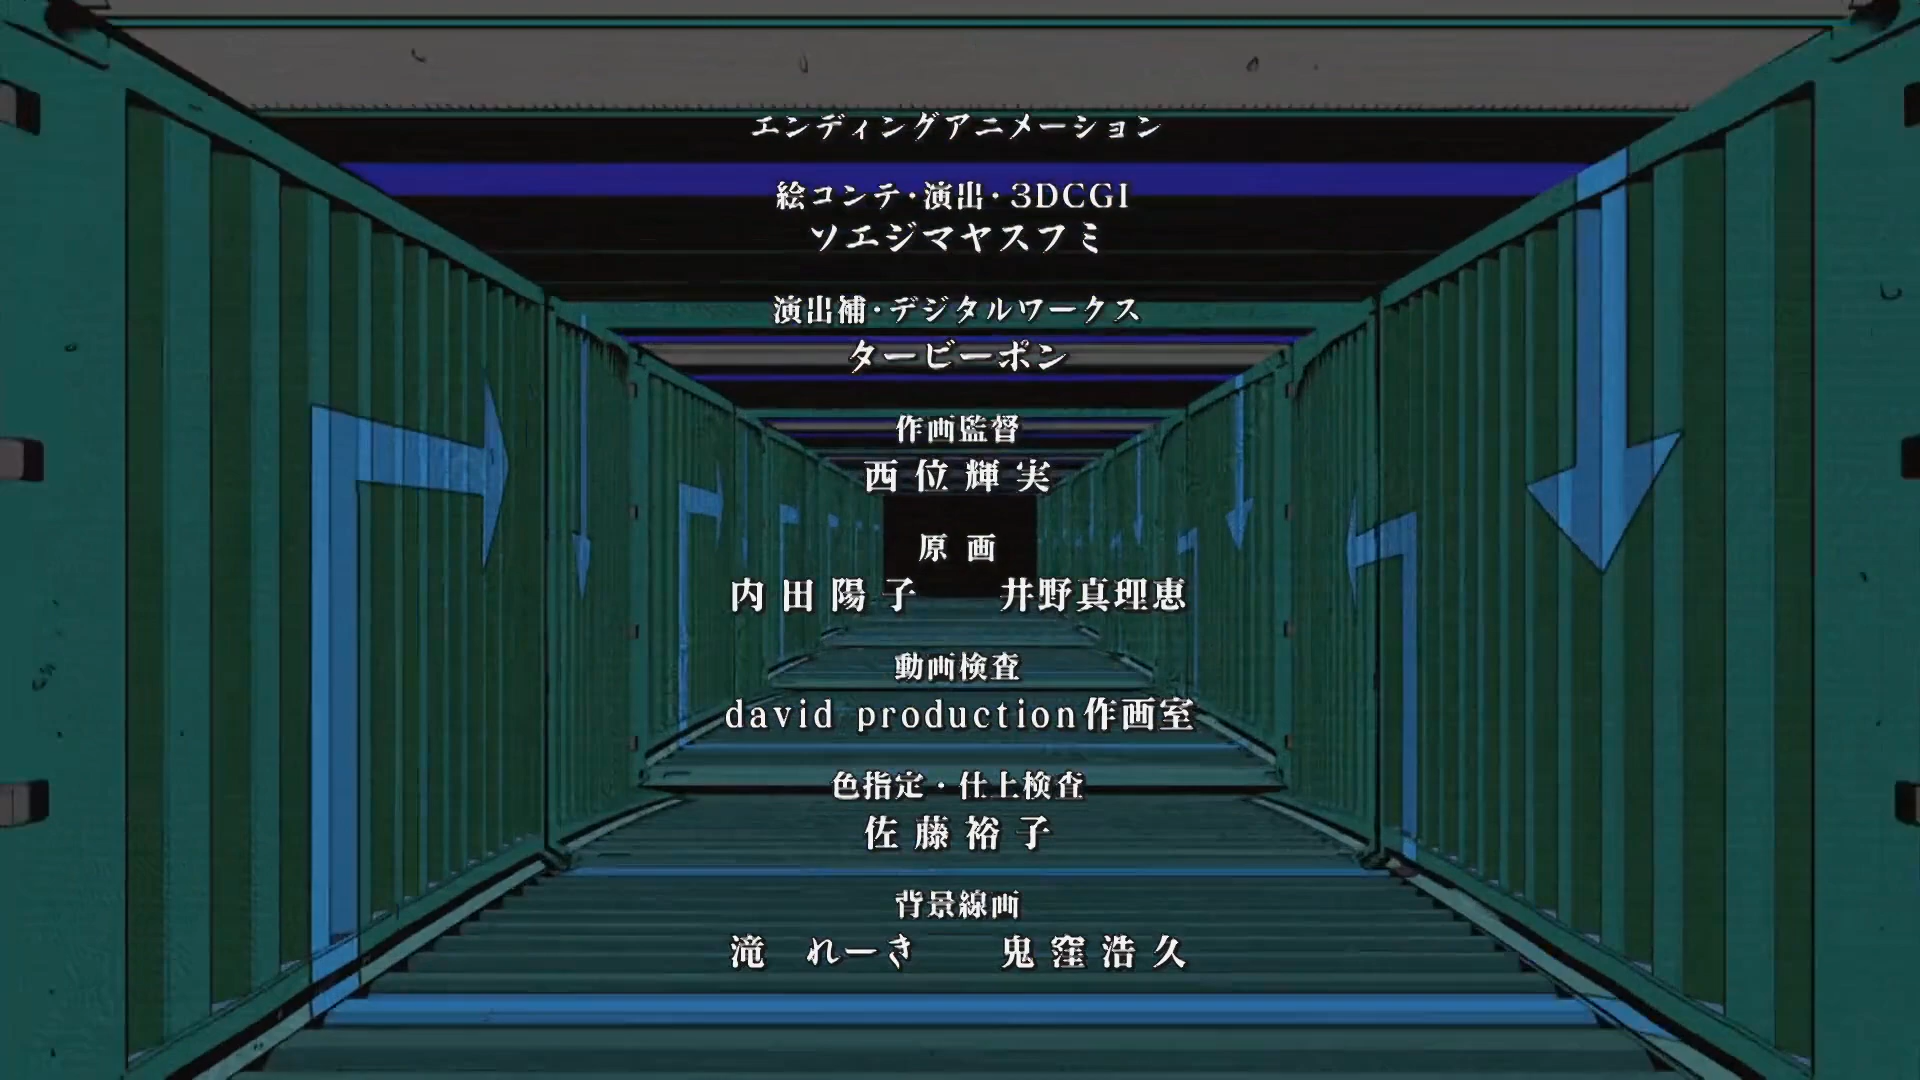 エンディングアニメーション
絵コンテ・演出・3DCGI
ソエジマヤスフミ
演出補・デジタルワークス
タービーポン
作画監督
西位輝実
原画
内田陽子　井野真理恵
動画検査
david production作画室
色指定・仕上検査
佐藤裕子
背景線画
滝 れーき　鬼窪浩久